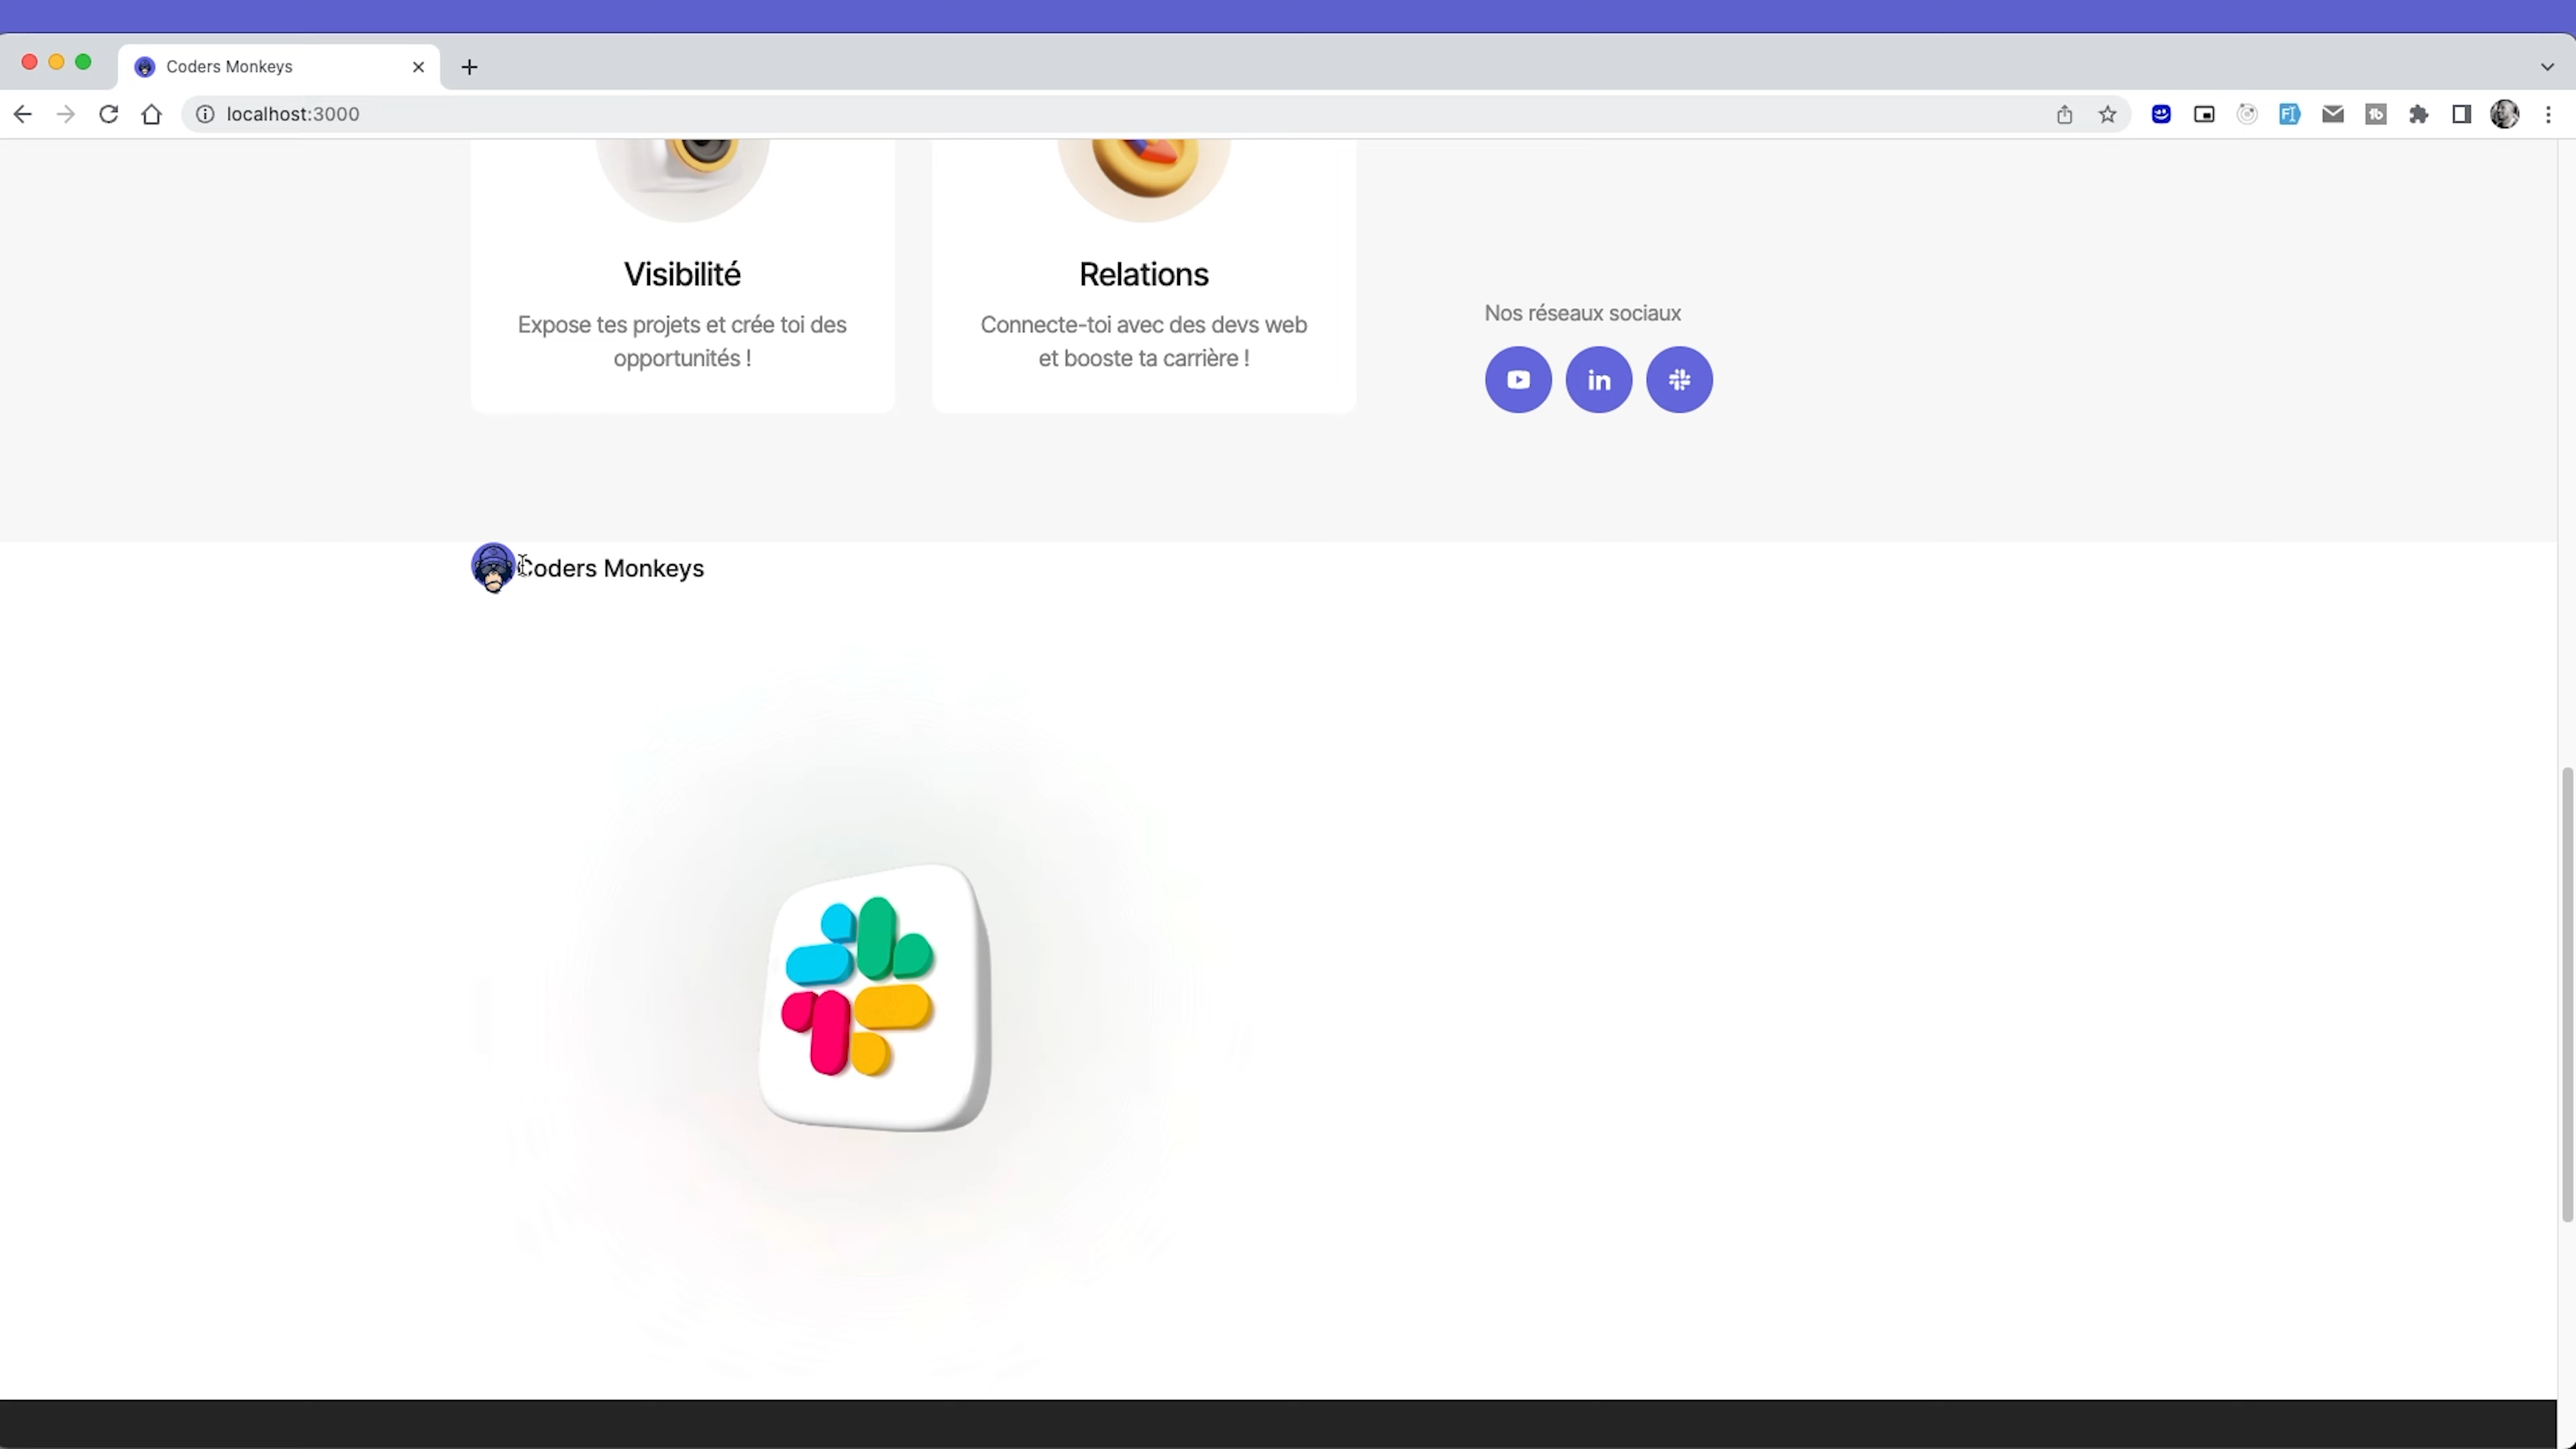 Coders Monkeys
localhost:3000
Visibilité
Expose tes projets et crée toi des
opportunités !
Relations
Connecte-toi avec des devs web
et booste ta carrière !
Nos réseaux sociaux
in
Coders Monkeys